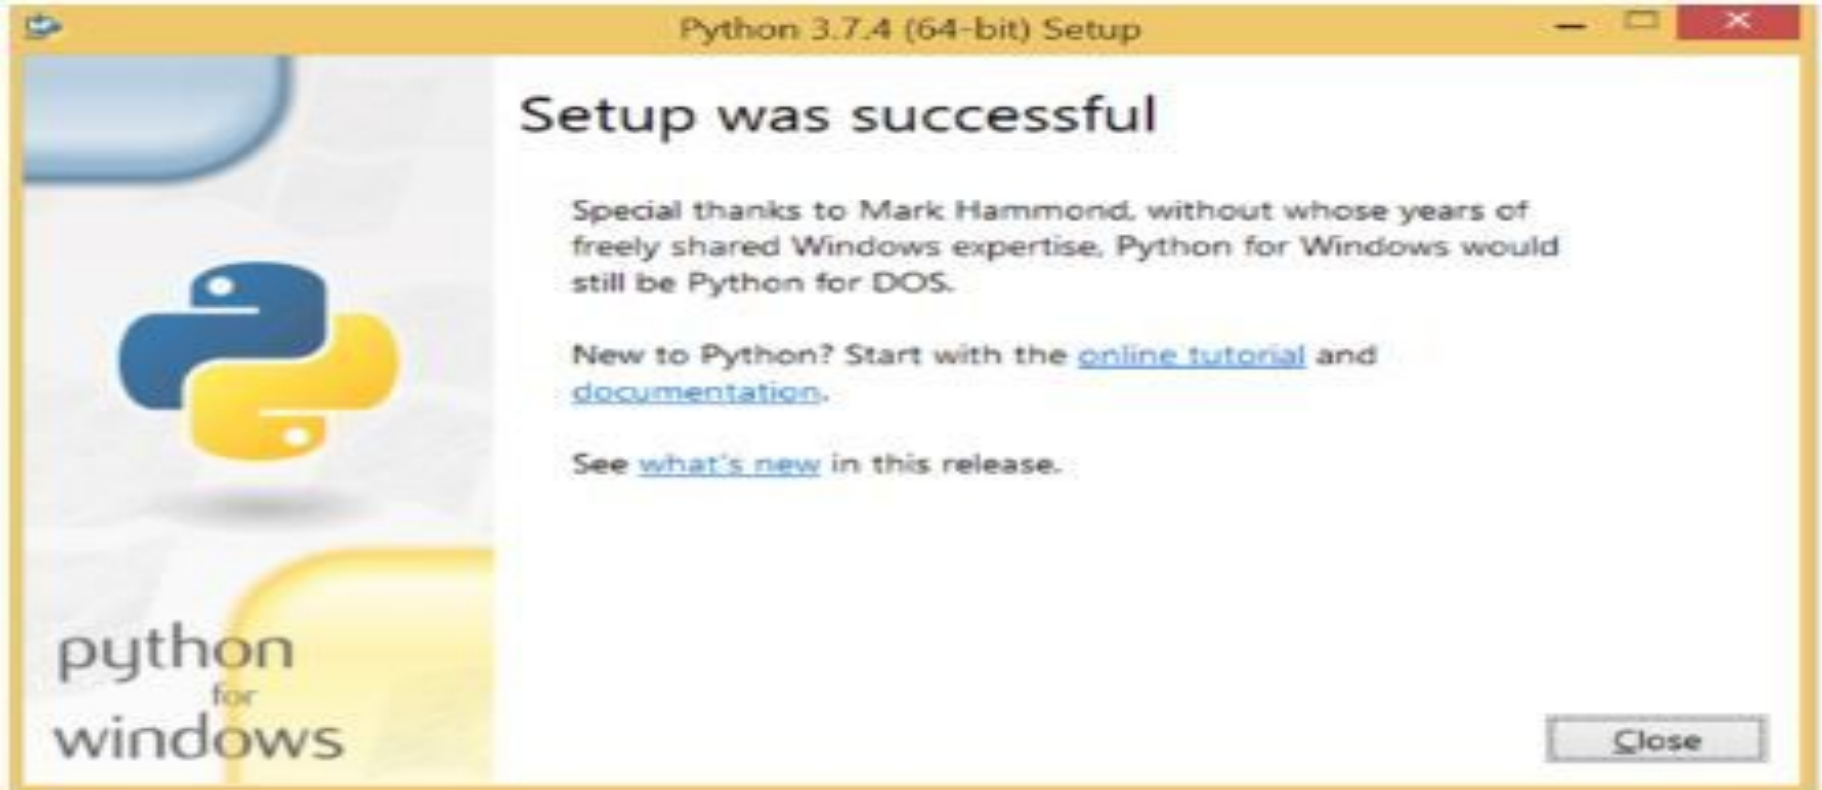 Python 3.7.4 (64-bit) Setup
Setup was successful
Special thanks to Mark Hammond, without whose years of
freely shared Windows expertise, Python for Windows would
still be Python for DOS.
New to Python? Start with the online tutorial and
documentation.
See what's new in this release.
python
for
windows
Close